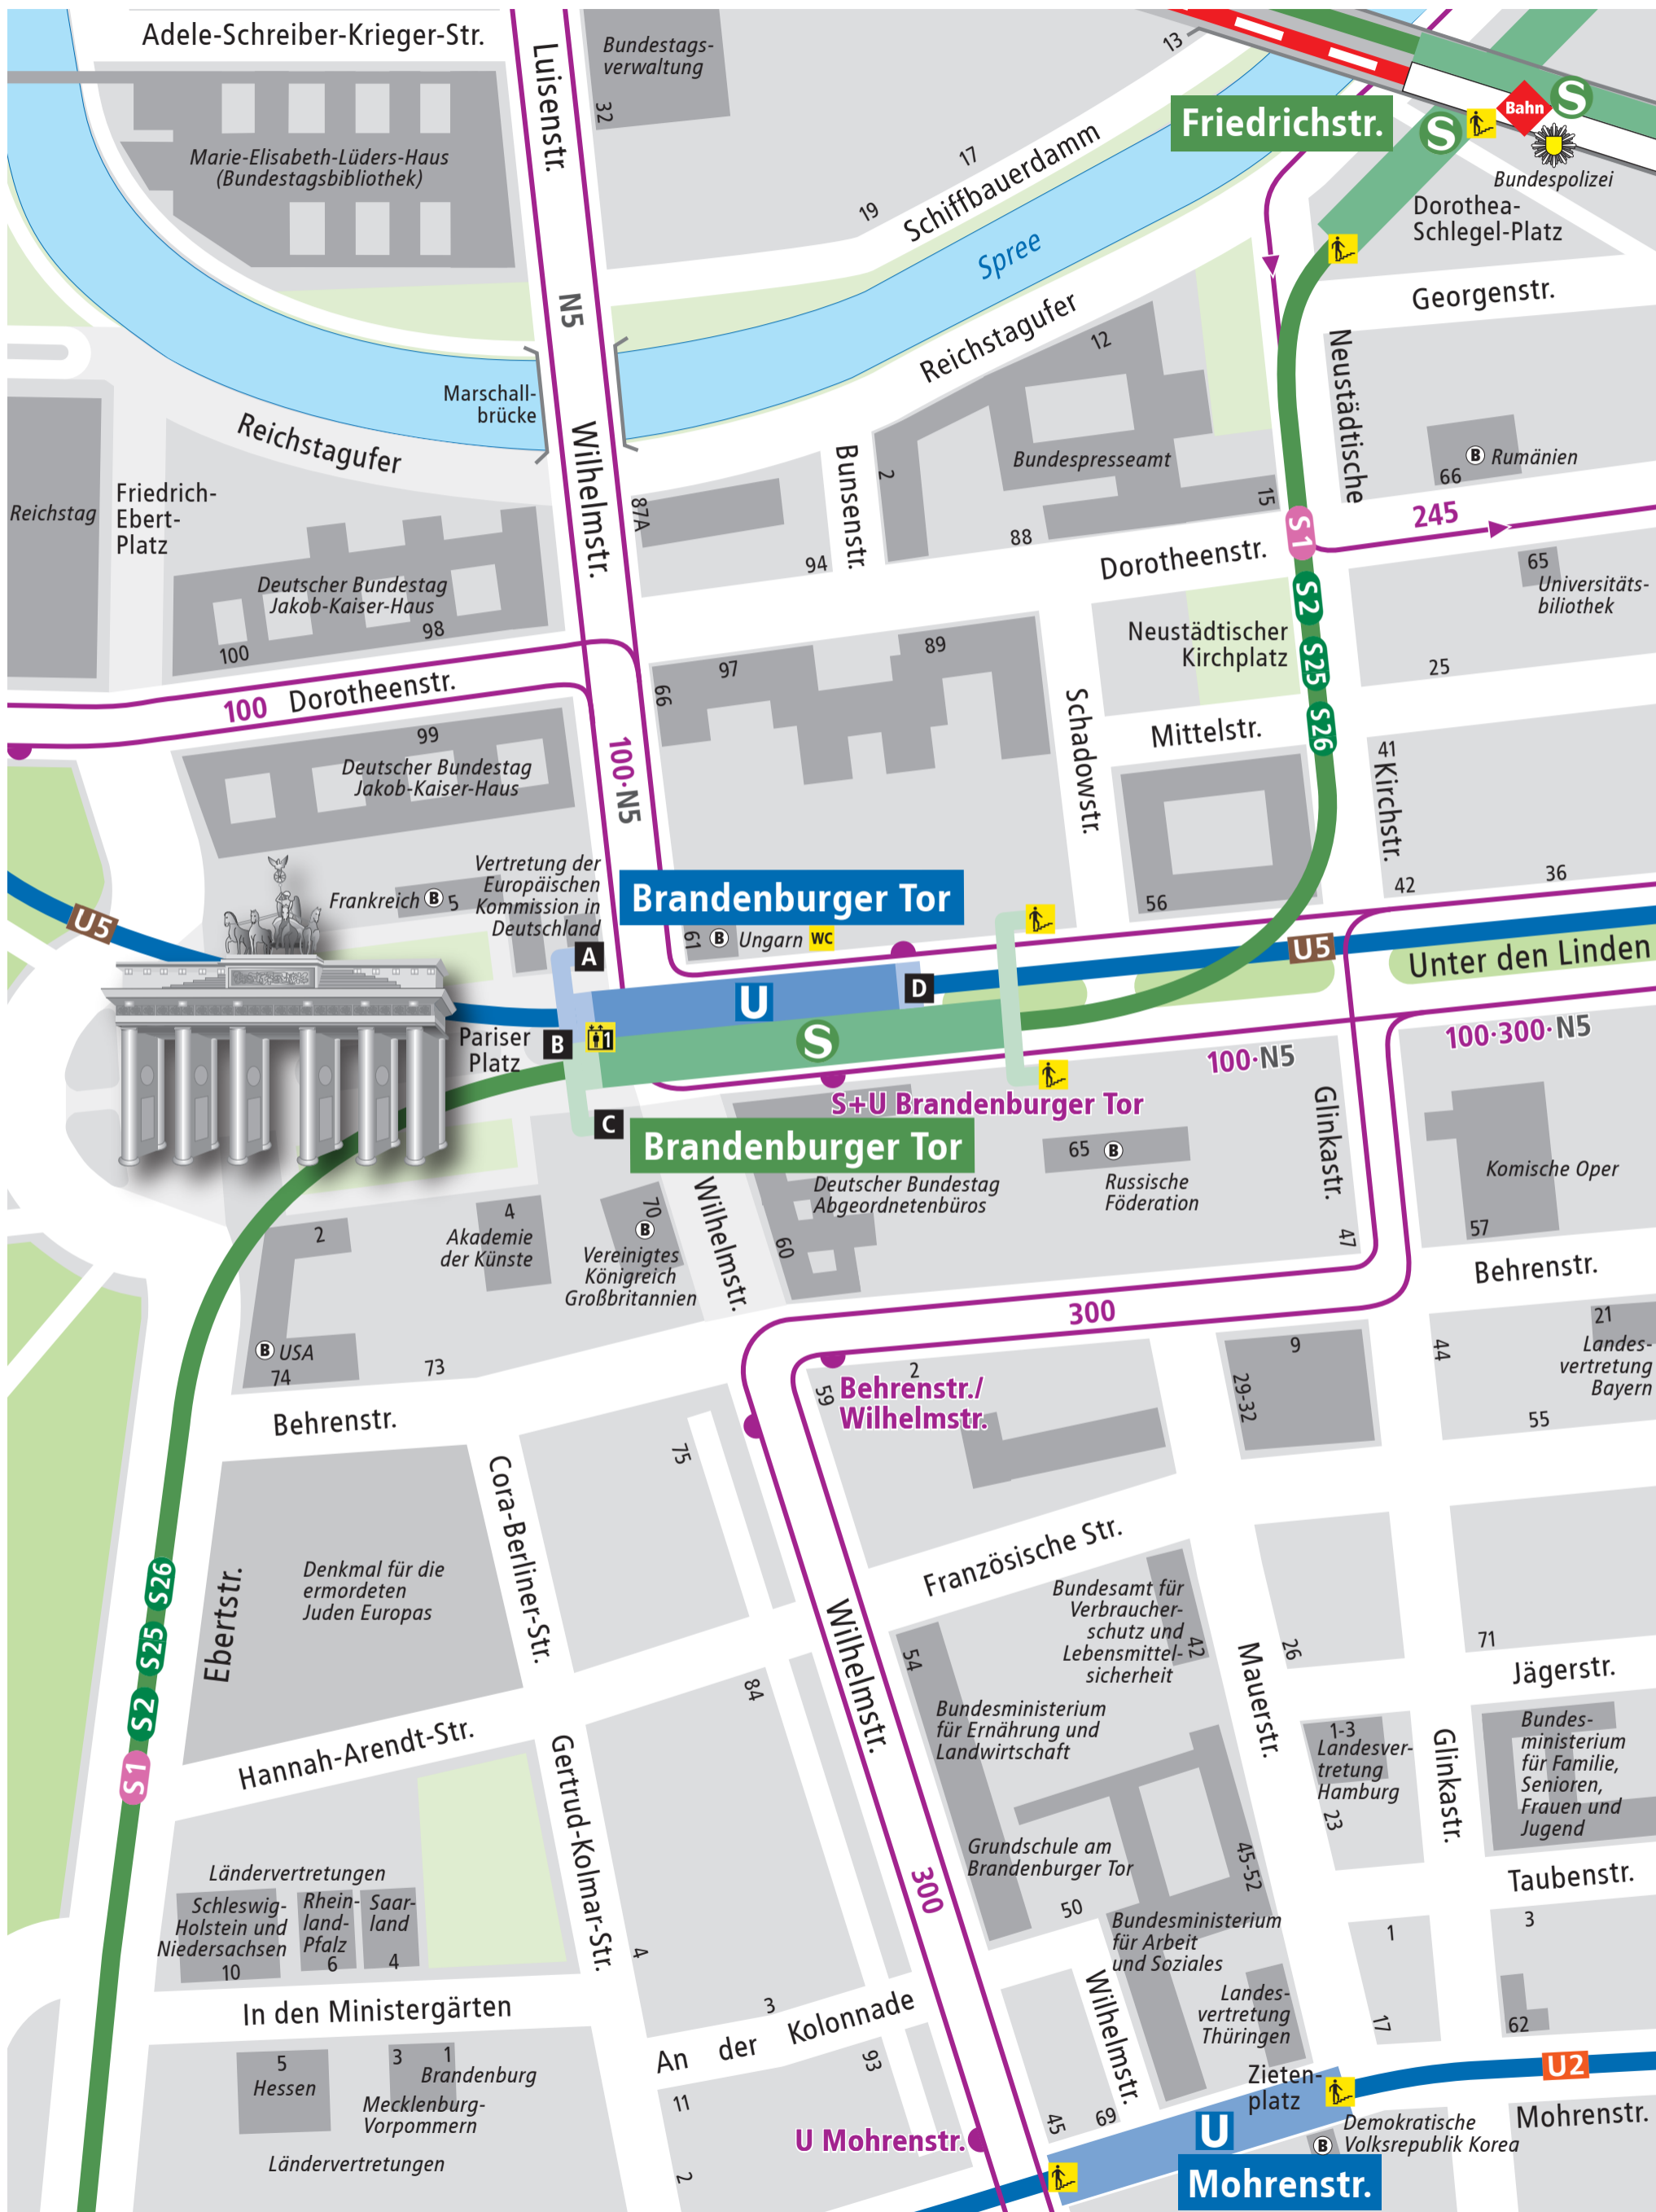 Adele-Schreiber-Krieger-Str.
Luisenstr.
Bundestags-
verwaltung
32
13
Friedrichstr.
S
Bahn
S
Bundespolizei
Dorothea-
Schlegel-Platz
Marie-Elisabeth-Lüders-Haus
(Bundestagsbibliothek)
17
19
Schiffbauerdamm
Spree
Georgenstr.
N5
Reichstagufer
12
Marschall-
brücke
Reichstagufer
Wilhelmstr.
Neustädtische
Bunsenstr.
2
Bundespresseamt
15
B Rumänien
66
Reichstag
Friedrich-
Ebert-
Platz
87A
94
88
245
S1
Dorotheenstr.
Deutscher Bundestag
Jakob-Kaiser-Haus
98
100
65
Universitäts-
biliothek
S2
S25
S26
Neustädtischer
Kirchplatz
97
89
66
25
100 Dorotheenstr.
Schadowstr.
Mittelstr.
99
Deutscher Bundestag
Jakob-Kaiser-Haus
100·N5
41
Kirchstr.
Vertretung der
Europäischen
Kommission in
Deutschland
Frankreich B 5
Brandenburger Tor
56
42
36
U5
61 B Ungarn WC
A
U5
Unter den Linden
D
U
Pariser
Platz
B
1
S
100·N5
100·300·N5
S+U Brandenburger Tor
C
Brandenburger Tor
65 B
Russische
Föderation
Glinkastr.
Komische Oper
57
Deutscher Bundestag
Abgeordnetenbüros
60
47
2
4
Akademie
der Künste
70
B
Vereinigtes
Königreich
Großbritannien
Wilhelmstr.
Behrenstr.
300
B USA
74
73
21
Landes-
vertretung
Bayern
9
44
29-32
55
2
59
Behrenstr./
Wilhelmstr.
Behrenstr.
75
Cora-Berliner-Str.
Französische Str.
Denkmal für die
ermordeten
Juden Europas
S26
S25
S2
S1
Ebertstr.
Wilhelmstr.
Bundesamt für
Verbraucher-
schutz und
Lebensmittel-
sicherheit
42
54
Mauerstr.
26
71
Jägerstr.
84
Hannah-Arendt-Str.
Bundesministerium
für Ernährung und
Landwirtschaft
1-3
Landesver-
tretung
Hamburg
23
Glinkastr.
Bundes-
ministerium
für Familie,
Senioren,
Frauen und
Jugend
Gertrud-Kolmar-Str.
Grundschule am
Brandenburger Tor
45-52
Taubenstr.
Ländervertretungen
Schleswig-
Holstein und
Niedersachsen
10
Rhein-
land-
Pfalz
6
Saar-
land
4
300
50
4
Bundesministerium
für Arbeit
und Soziales
1
3
In den Ministergärten
3
An der Kolonnade
Wilhelmstr.
Landes-
vertretung
Thüringen
17
62
5
Hessen
3
1
Brandenburg
Mecklenburg-
Vorpommern
93
11
Zieten-
platz
U2
Mohrenstr.
45
69
U Mohrenstr.
U
Demokratische
B Volksrepublik Korea
Ländervertretungen
2
Mohrenstr.